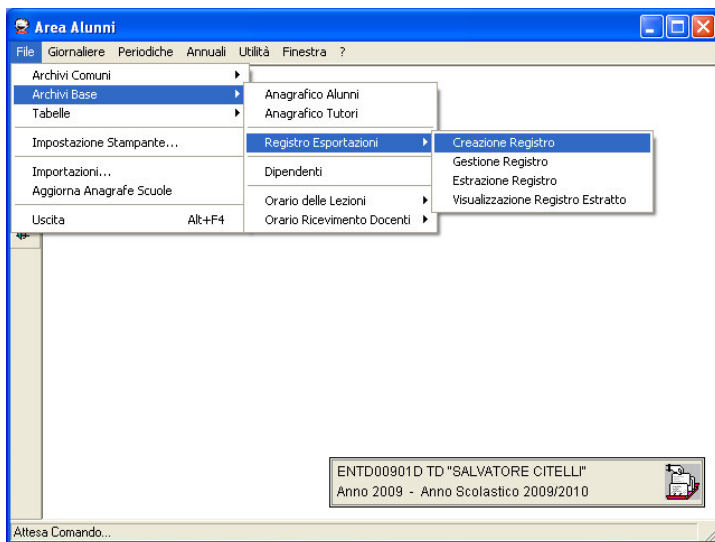 Area Alunni
File Giornaliere Periodiche Annuali Utilità Finestra ?
Archivi Comuni
Archivi Base
Tabelle
Impostazione Stampante...
Importazioni...
Aggiorna Anagrafe Scuole
Uscita Alt+F4
Anagrafico Alunni
Anagrafico Tutori
Registro Esportazioni
Dipendenti
Orario delle Lezioni
Orario Ricevimento Docenti
Creazione Registro
Gestione Registro
Estrazione Registro
Visualizzazione Registro Estratto
ENTD00901D TD "SALVATORE CITELLI"
Anno 2009 - Anno Scolastico 2009/2010
Attesa Comando...